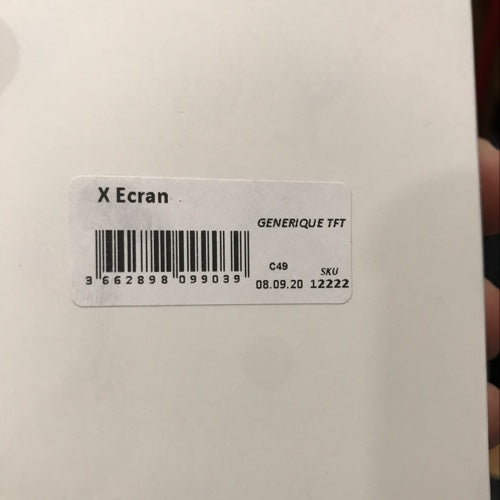 X Ecran
GENERIQUE TFT
3 662898 099039
C49
SKU
08.09.20 12222